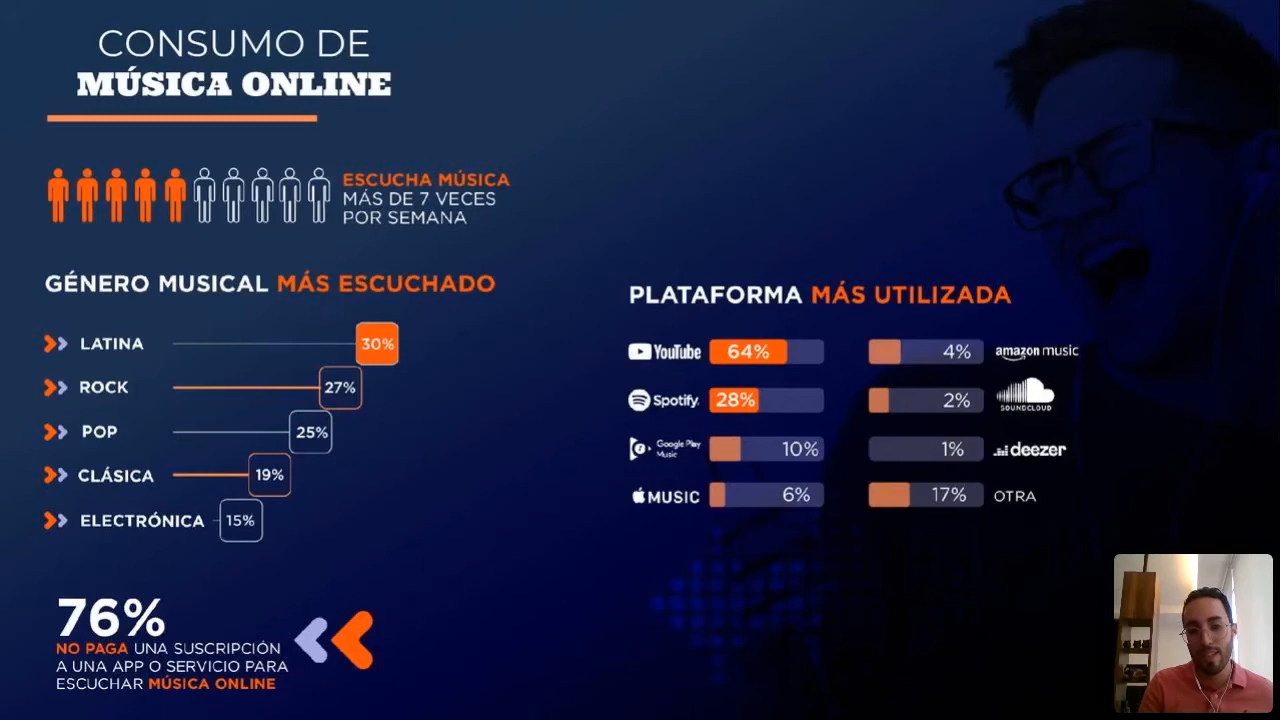 CONSUMO DE
MÚSICA ONLINE
ESCUCHA MÚSICA
MÁS DE 7 VECES
POR SEMANA
GÉNERO MUSICAL MÁS ESCUCHADO
LATINA 30%
ROCK 27%
POP 25%
CLÁSICA 19%
ELECTRÓNICA 15%
76%
NO PAGA UNA SUSCRIPCIÓN
A UNA APP O SERVICIO PARA
ESCUCHAR MÚSICA ONLINE
PLATAFORMA MÁS UTILIZADA
YouTube 64%
4% amazon music
Spotify 28%
2% SOUNDCLOUD
Google Play Music 10%
1% deezer
MUSIC 6%
17% OTRA